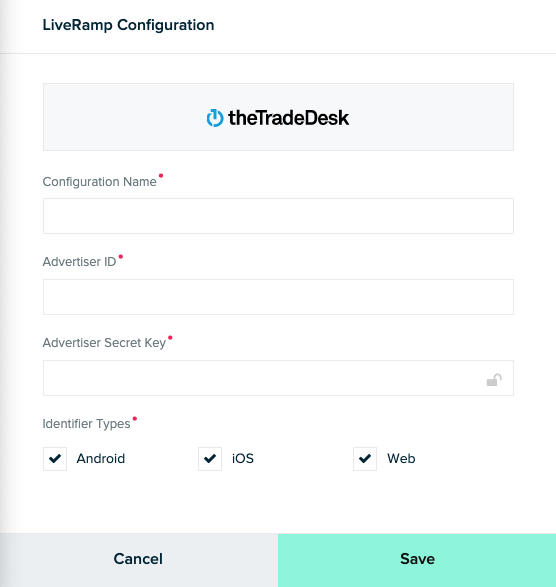 LiveRamp Configuration
theTradeDesk
Configuration Name
Advertiser ID
Advertiser Secret Key
Identifier Types
Android iOS Web
Cancel Save